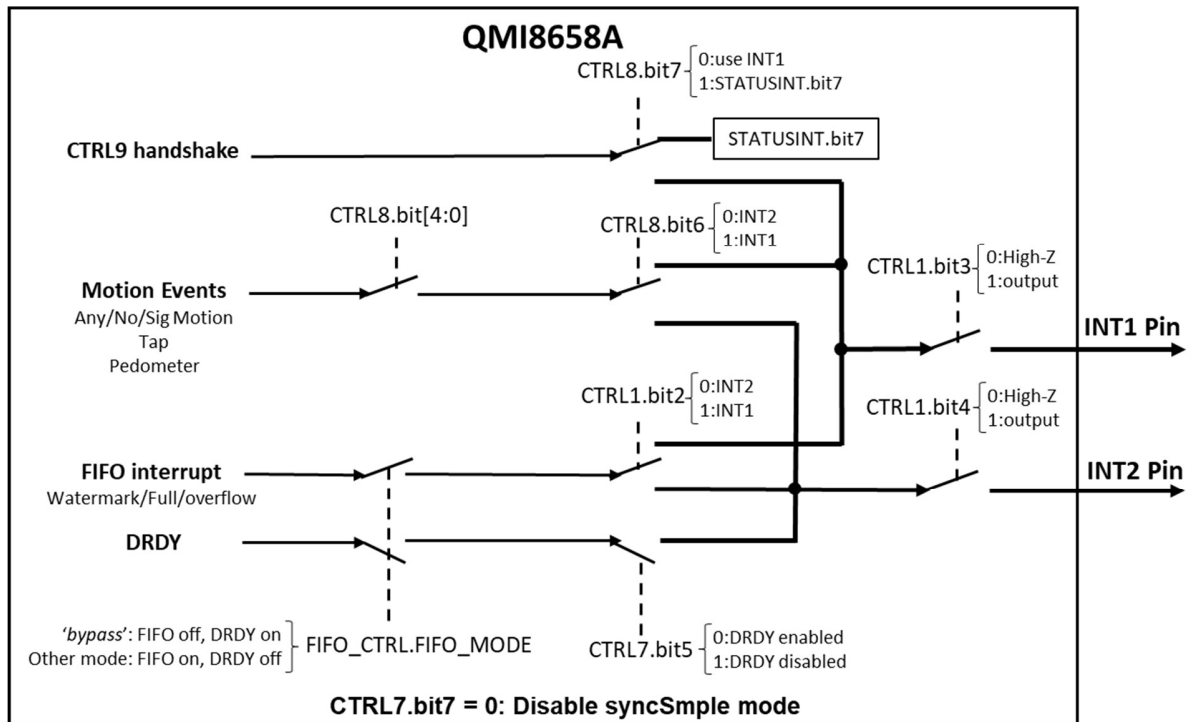 QMI8658A
CTRL8.bit7
0:use INT1
1:STATUSINT.bit7
CTRL9 handshake
STATUSINT.bit7
CTRL8.bit[4:0]
CTRL8.bit6
0:INT2
1:INT1
Motion Events
Any/No/Sig Motion
Tap
Pedometer
CTRL1.bit3
0:High-Z
1:output
INT1 Pin
CTRL1.bit2
0:INT2
1:INT1
CTRL1.bit4
0:High-Z
1:output
INT2 Pin
FIFO interrupt
Watermark/Full/overflow
DRDY
'bypass': FIFO off, DRDY on
Other mode: FIFO on, DRDY off
FIFO_CTRL.FIFO_MODE
CTRL7.bit5
0:DRDY enabled
1:DRDY disabled
CTRL7.bit7 = 0: Disable syncSmple mode